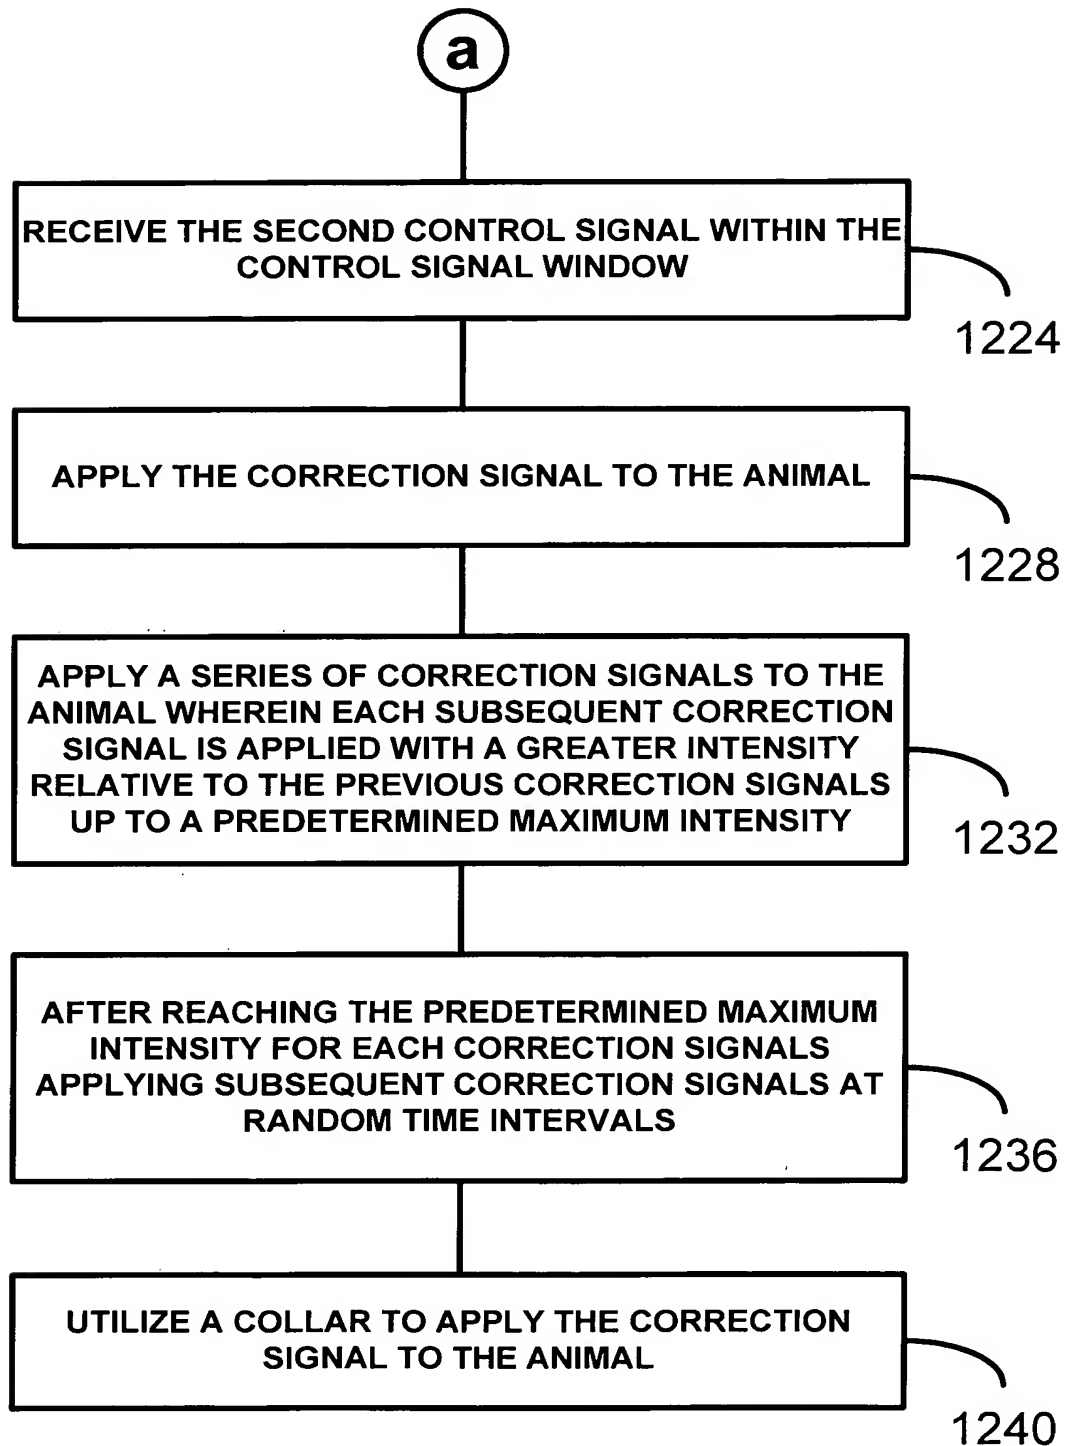 a
RECEIVE THE SECOND CONTROL SIGNAL WITHIN THE
CONTROL SIGNAL WINDOW
1224
APPLY THE CORRECTION SIGNAL TO THE ANIMAL
1228
APPLY A SERIES OF CORRECTION SIGNALS TO THE
ANIMAL WHEREIN EACH SUBSEQUENT CORRECTION
SIGNAL IS APPLIED WITH A GREATER INTENSITY
RELATIVE TO THE PREVIOUS CORRECTION SIGNALS
UP TO A PREDETERMINED MAXIMUM INTENSITY
1232
AFTER REACHING THE PREDETERMINED MAXIMUM
INTENSITY FOR EACH CORRECTION SIGNALS
APPLYING SUBSEQUENT CORRECTION SIGNALS AT
RANDOM TIME INTERVALS
1236
UTILIZE A COLLAR TO APPLY THE CORRECTION
SIGNAL TO THE ANIMAL
1240